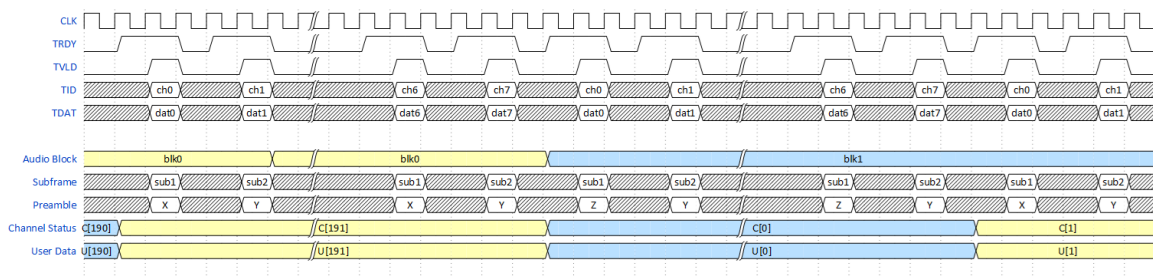 CLK
TRDY
TVLD
TID ch0 ch1 ch6 ch7 ch0 ch1 ch6 ch7 ch0 ch1
TDAT dat0 dat1 dat6 dat7 dat0 dat1 dat6 dat7 dat0 dat1
Audio Block blk0 blk0 blk1
Subframe sub1 sub2 sub1 sub2 sub1 sub2 sub1 sub2 sub1 sub2
Preamble X Y X Y Z Y Z Y X Y
Channel Status C[190] C[191] C[0] C[1]
User Data U[190] U[191] U[0] U[1]